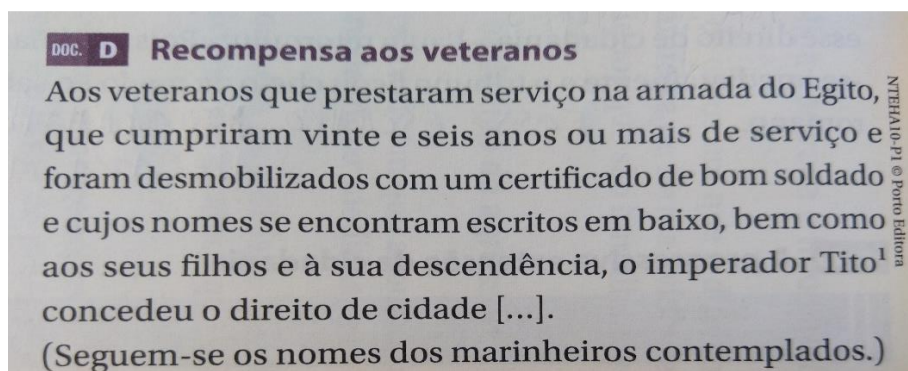 DOC. D Recompensa aos veteranos
Aos veteranos que prestaram serviço na armada do Egito,
que cumpriram vinte e seis anos ou mais de serviço e
foram desmobilizados com um certificado de bom soldado
e cujos nomes se encontram escritos em baixo, bem como
aos seus filhos e à sua descendência, o imperador Tito¹
concedeu o direito de cidade [...].
(Seguem-se os nomes dos marinheiros contemplados.)
NTEHA10-P1 © Porto Editora